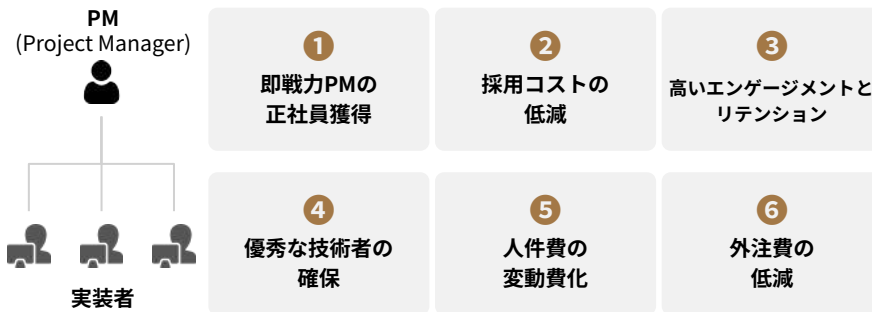 PM
(Project Manager)
1
即戦力PMの
正社員獲得
2
採用コストの
低減
3
高いエンゲージメントと
リテンション
実装者
4
優秀な技術者の
確保
5
人件費の
変動費化
6
外注費の
低減